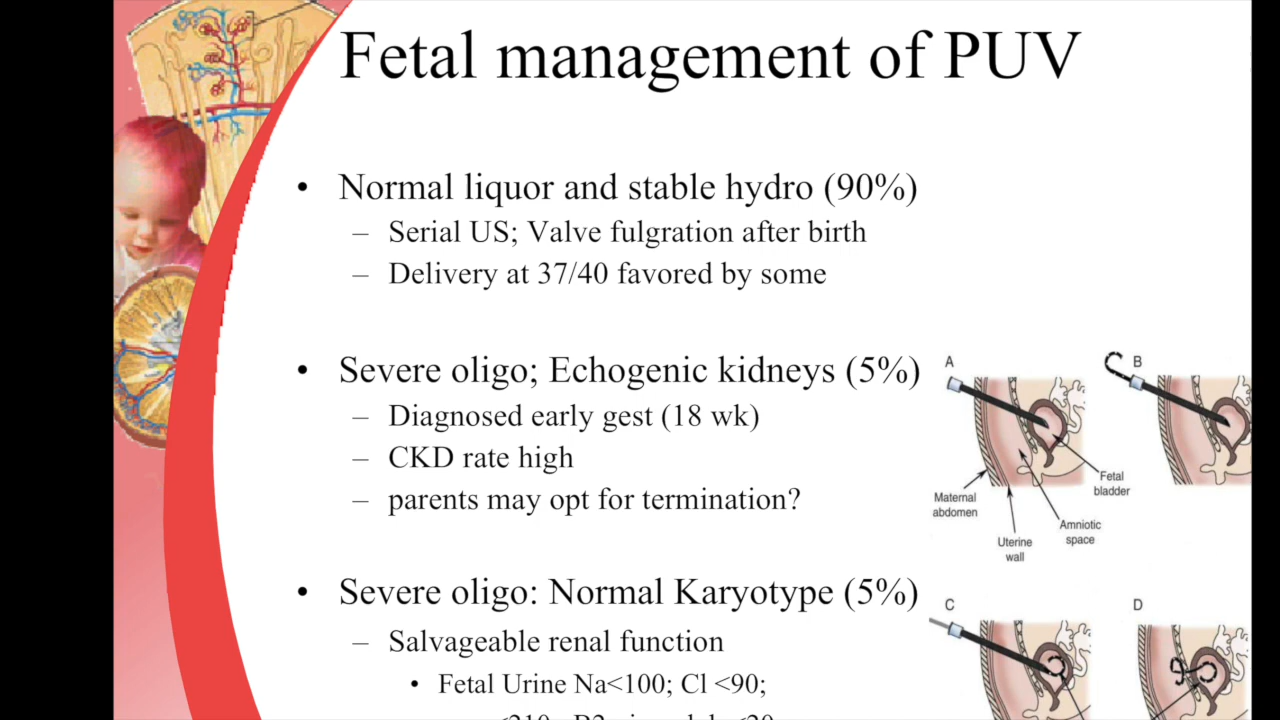 Fetal management of PUV
• Normal liquor and stable hydro (90%)
– Serial US; Valve fulgration after birth
– Delivery at 37/40 favored by some
• Severe oligo; Echogenic kidneys (5%)
– Diagnosed early gest (18 wk)
– CKD rate high
– parents may opt for termination?
• Severe oligo: Normal Karyotype (5%)
– Salvageable renal function
• Fetal Urine Na<100; Cl <90;
A
B
Fetal
bladder
Maternal
abdomen
Amniotic
space
Uterine
wall
C
D